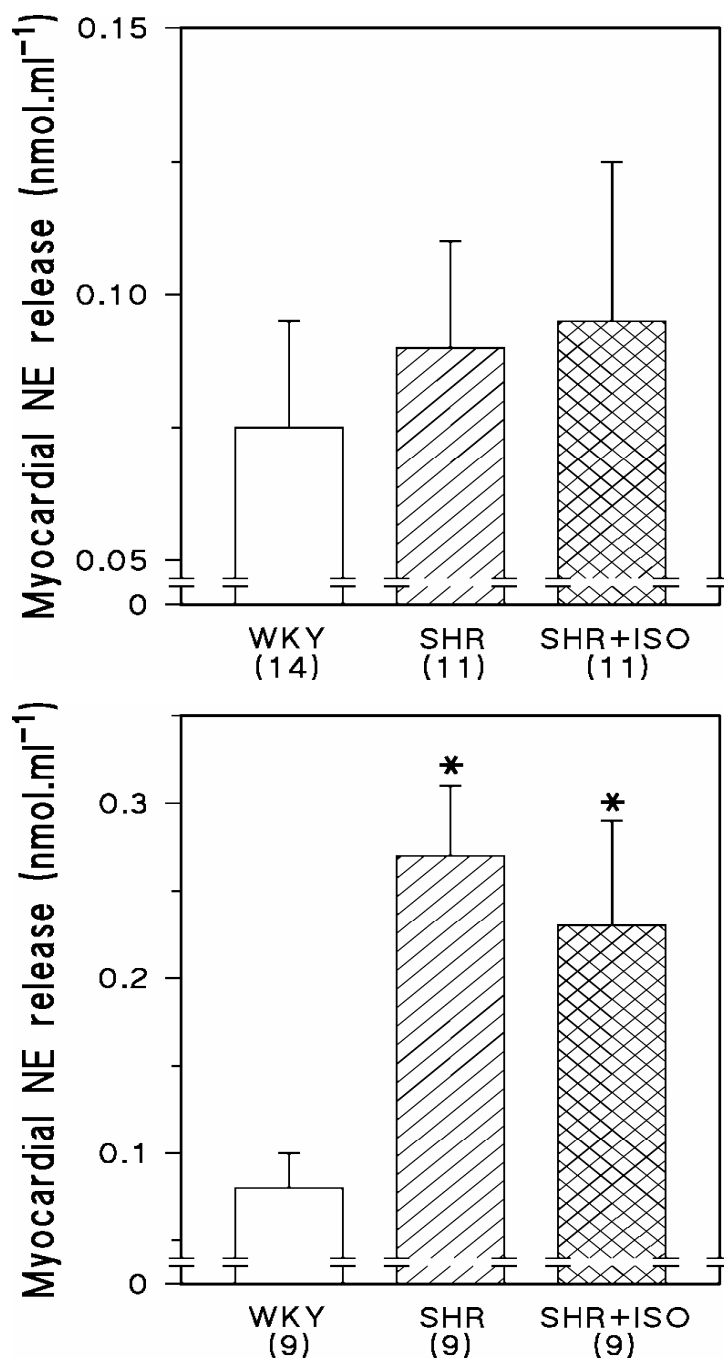 Myocardial NE release (nmol.ml⁻¹)
0.15
0.10
0.05
0
WKY SHR SHR+ISO
(14) (11) (11)
Myocardial NE release (nmol.ml⁻¹)
0.3
0.2
0.1
0
* *
WKY SHR SHR+ISO
(9) (9) (9)